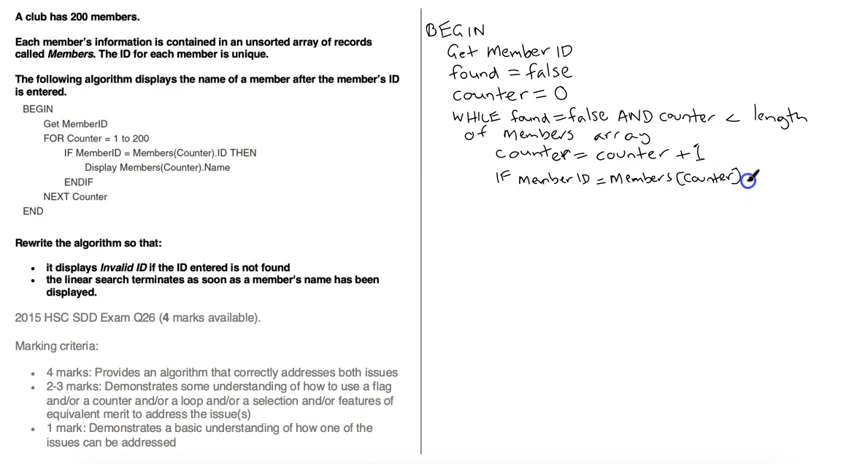 A club has 200 members.
Each member's information is contained in an unsorted array of records
called Members. The ID for each member is unique.
The following algorithm displays the name of a member after the member's ID
is entered.
BEGIN
Get MemberID
FOR Counter = 1 to 200
IF MemberID = Members(Counter).ID THEN
Display Members(Counter).Name
ENDIF
NEXT Counter
END
Rewrite the algorithm so that:
• it displays Invalid ID if the ID entered is not found
• the linear search terminates as soon as a member's name has been
displayed.
2015 HSC SDD Exam Q26 (4 marks available).
Marking criteria:
• 4 marks: Provides an algorithm that correctly addresses both issues
• 2-3 marks: Demonstrates some understanding of how to use a flag
and/or a counter and/or a loop and/or a selection and/or features of
equivalent merit to address the issue(s)
• 1 mark: Demonstrates a basic understanding of how one of the
issues can be addressed
BEGIN
Get Member ID
found = false
counter = 0
WHILE found = false AND counter < length
of Members array
counter = counter + 1
IF Member ID = Members (Counter)